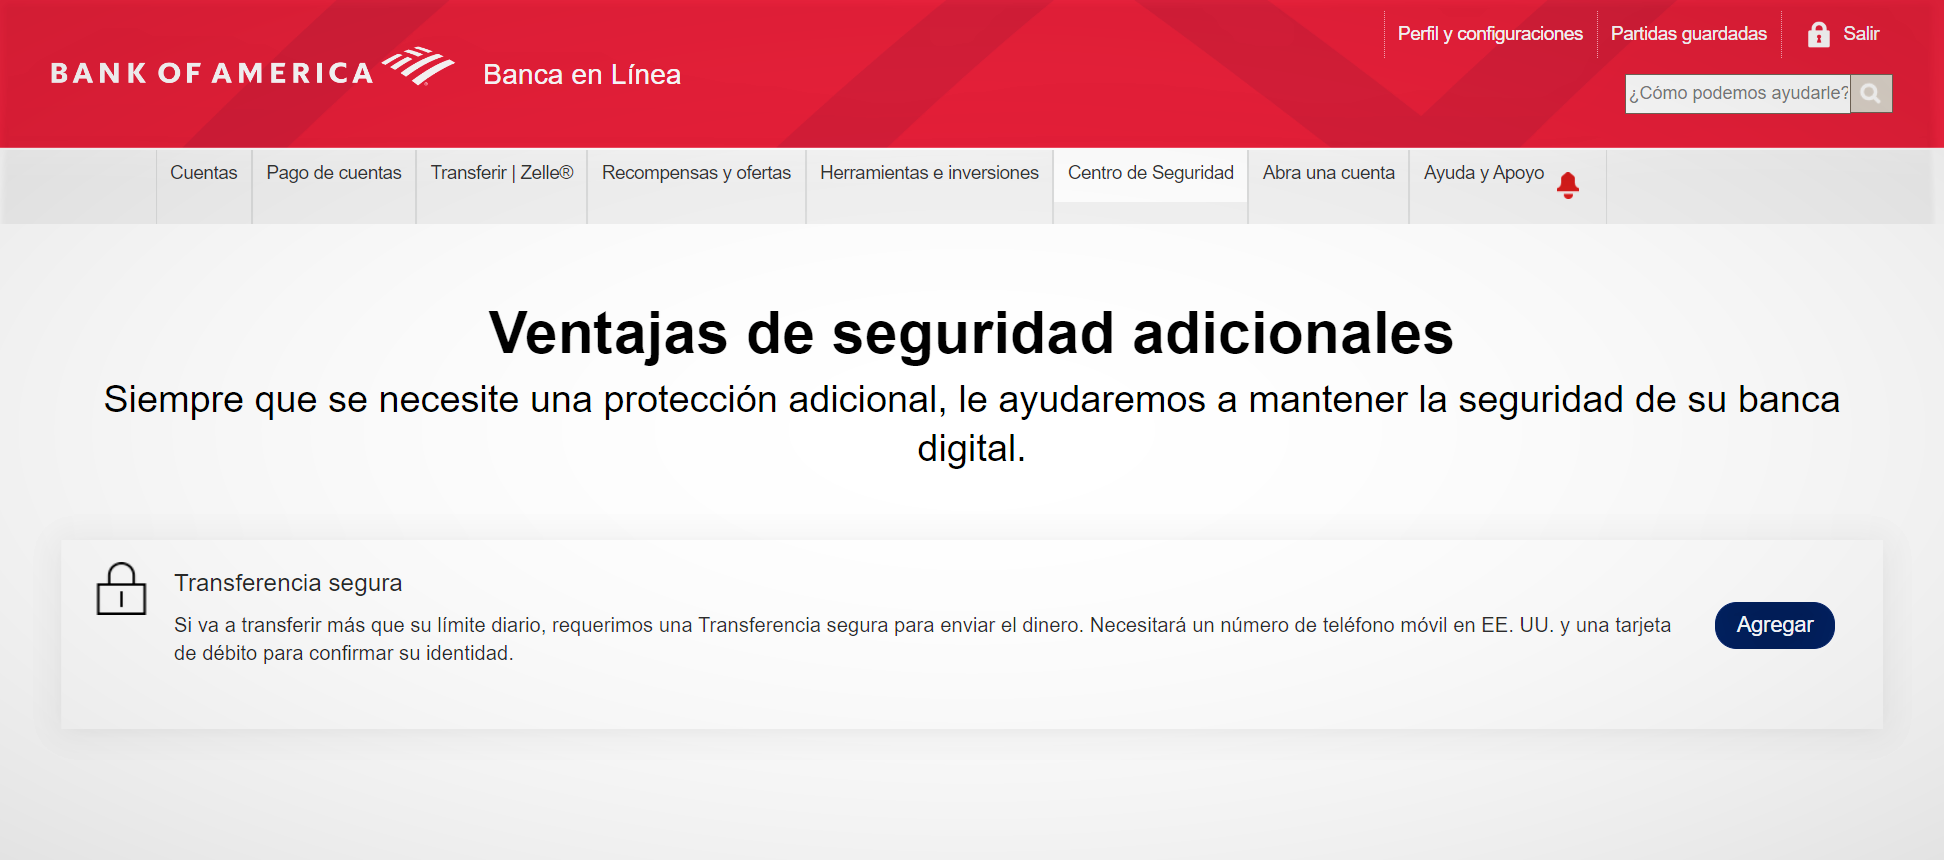 Perfil y configuraciones
Partidas guardadas
Salir
BANK OF AMERICA
Banca en Línea
¿Cómo podemos ayudarle?
Cuentas
Pago de cuentas
Transferir | Zelle®
Recompensas y ofertas
Herramientas e inversiones
Centro de Seguridad
Abra una cuenta
Ayuda y Apoyo
Ventajas de seguridad adicionales
Siempre que se necesite una protección adicional, le ayudaremos a mantener la seguridad de su banca
digital.
Transferencia segura
Si va a transferir más que su límite diario, requerimos una Transferencia segura para enviar el dinero. Necesitará un número de teléfono móvil en EE. UU. y una tarjeta
de débito para confirmar su identidad.
Agregar